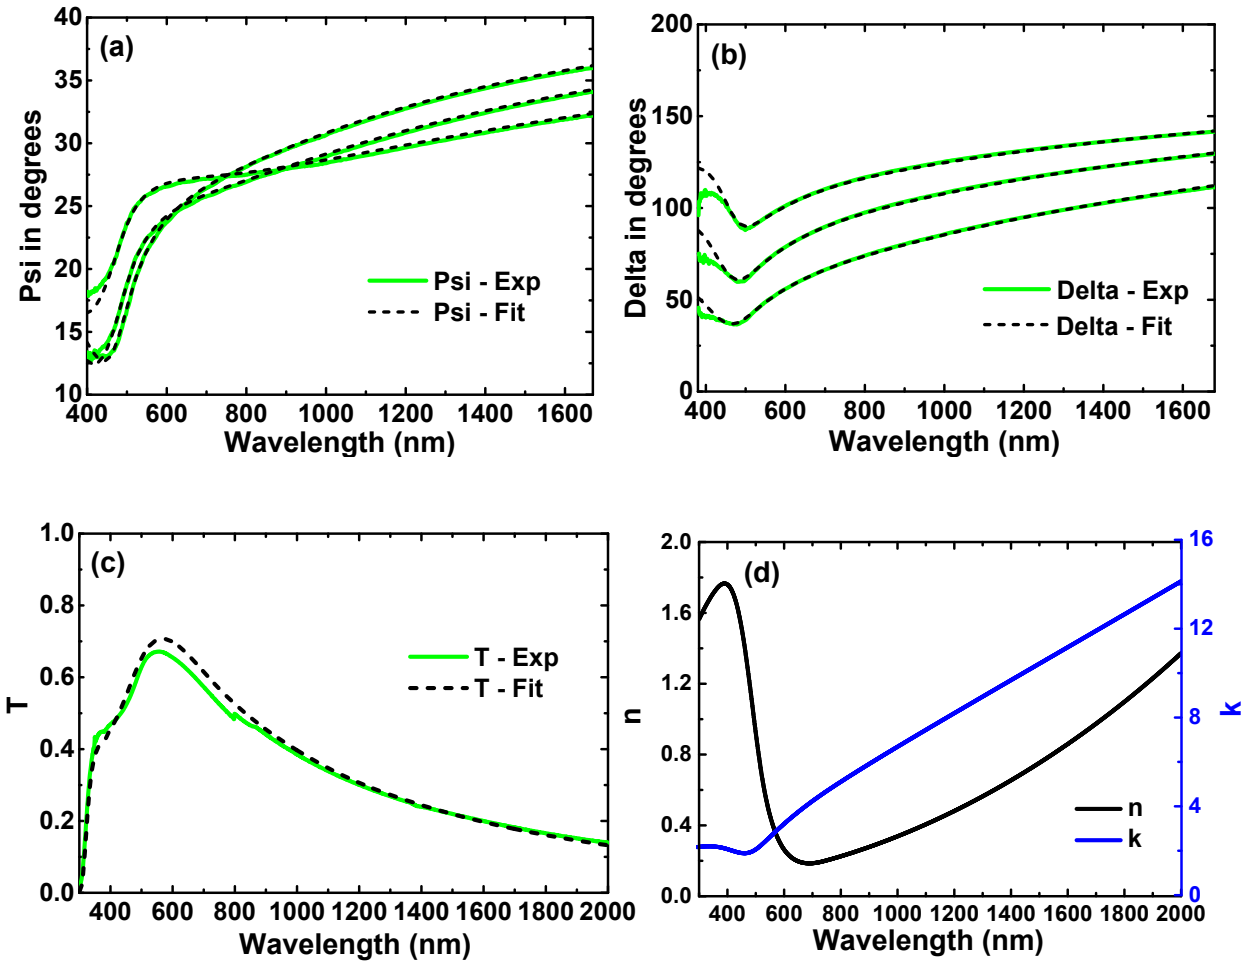 (a)
40
35
30
25
20
15
10
Psi in degrees
Psi - Exp
Psi - Fit
400 600 800 1000 1200 1400 1600
Wavelength (nm)
(b)
200
150
100
50
0
Delta in degrees
Delta - Exp
Delta - Fit
400 600 800 1000 1200 1400 1600
Wavelength (nm)
(c)
1.0
0.8
0.6
0.4
0.2
0.0
T
T - Exp
T - Fit
400 600 800 1000 1200 1400 1600 1800 2000
Wavelength (nm)
(d)
2.0
1.6
1.2
0.8
0.4
0.0
n
16
12
8
4
0
k
n
k
400 600 800 1000 1200 1400 1600 1800 2000
Wavelength (nm)